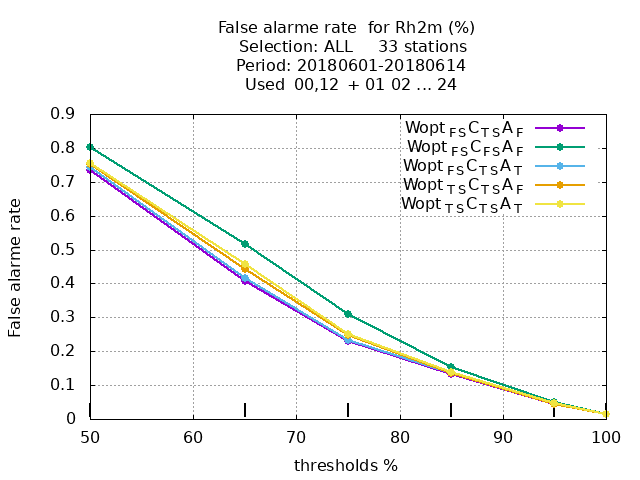 False alarme rate  for Rh2m (%)
Selection: ALL     33 stations
Period: 20180601-20180614
Used  00,12  + 01 02 ... 24
0.9
0.8
0.7
0.6
0.5
0.4
0.3
0.2
0.1
0
False alarme rate
Wopt FS C TS A F
Wopt FS C FS A F
Wopt FS C TS A T
Wopt TS C TS A F
Wopt TS C TS A T
50 60 70 80 90 100
thresholds %